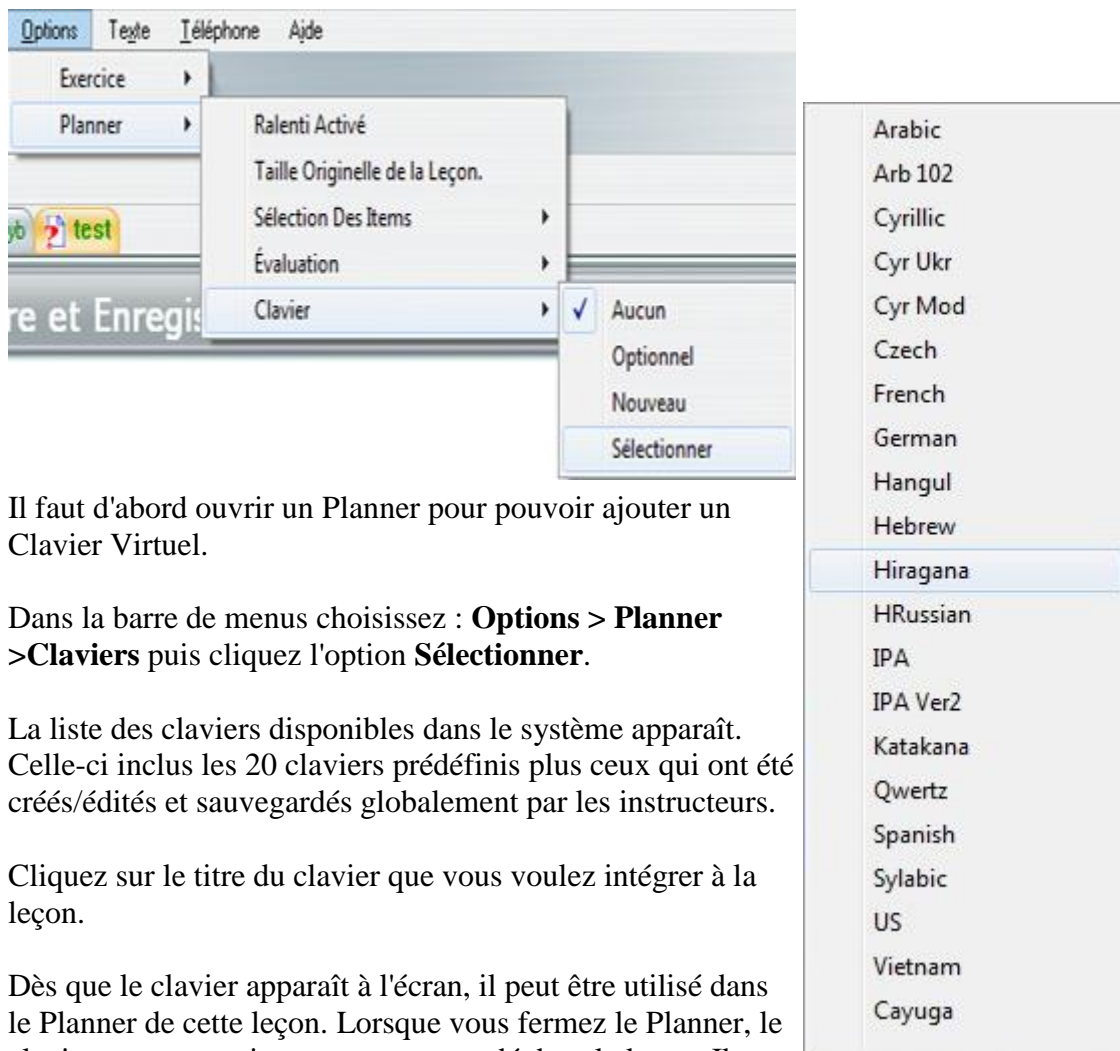 Options Texte Téléphone Aide
Exercice
Planner
Ralenti Activé
Taille Originelle de la Leçon.
Sélection Des Items
Évaluation
Clavier
Aucun
Optionnel
Nouveau
Sélectionner
yb test
re et Enregis
Il faut d'abord ouvrir un Planner pour pouvoir ajouter un
Clavier Virtuel.
Dans la barre de menus choisissez : Options > Planner
>Claviers puis cliquez l'option Sélectionner.
La liste des claviers disponibles dans le système apparaît.
Celle-ci inclus les 20 claviers prédéfinis plus ceux qui ont été
créés/édités et sauvegardés globalement par les instructeurs.
Cliquez sur le titre du clavier que vous voulez intégrer à la
leçon.
Dès que le clavier apparaît à l'écran, il peut être utilisé dans
le Planner de cette leçon. Lorsque vous fermez le Planner, le
Arabic
Arb 102
Cyrillic
Cyr Ukr
Cyr Mod
Czech
French
German
Hangul
Hebrew
Hiragana
HRussian
IPA
IPA Ver2
Katakana
Qwertz
Spanish
Sylabic
US
Vietnam
Cayuga